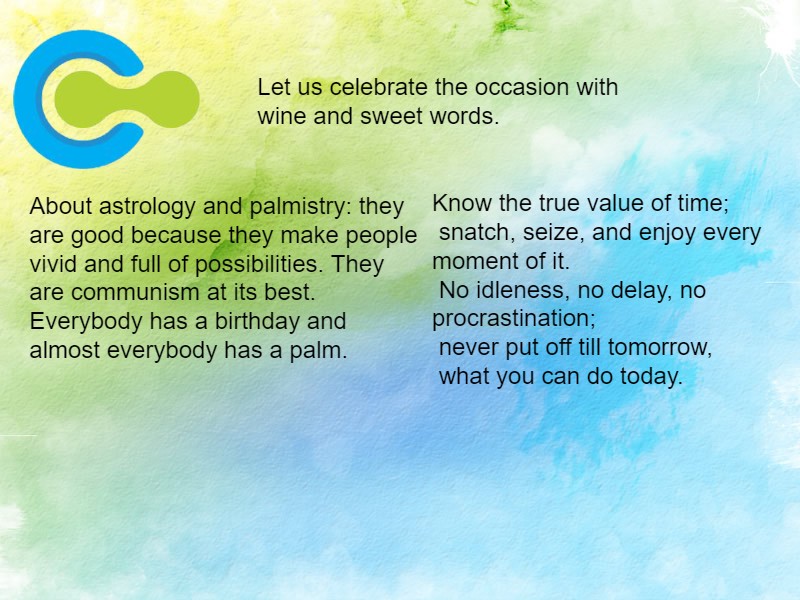 Let us celebrate the occasion with
wine and sweet words.
About astrology and palmistry: they
are good because they make people
vivid and full of possibilities. They
are communism at its best.
Everybody has a birthday and
almost everybody has a palm.
Know the true value of time;
snatch, seize, and enjoy every
moment of it.
No idleness, no delay, no
procrastination;
never put off till tomorrow,
what you can do today.